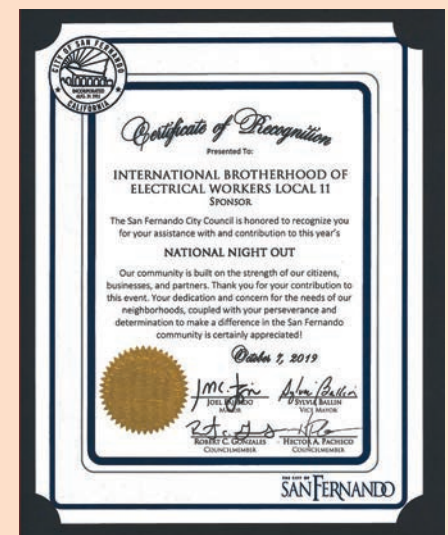 CITY OF SAN FERNANDO
INCORPORATED
AUG. 31 1911
CALIFORNIA
Certificate of Recognition
Presented To:
INTERNATIONAL BROTHERHOOD OF
ELECTRICAL WORKERS LOCAL 11
SPONSOR
The San Fernando City Council is honored to recognize you
for your assistance with and contribution to this year's
NATIONAL NIGHT OUT
Our community is built on the strength of our citizens,
businesses, and partners. Thank you for your contribution to
this event. Your dedication and concern for the needs of our
neighborhoods, coupled with your perseverance and
determination to make a difference in the San Fernando
community is certainly appreciated!
October 1, 2019
JOEL FAJARDO SYLVIA BALLIN
MAYOR VICE MAYOR
ROBERT C. GONZALES HECTOR A. PACHECO
COUNCILMEMBER COUNCILMEMBER
THE CITY OF
SAN FERNANDO